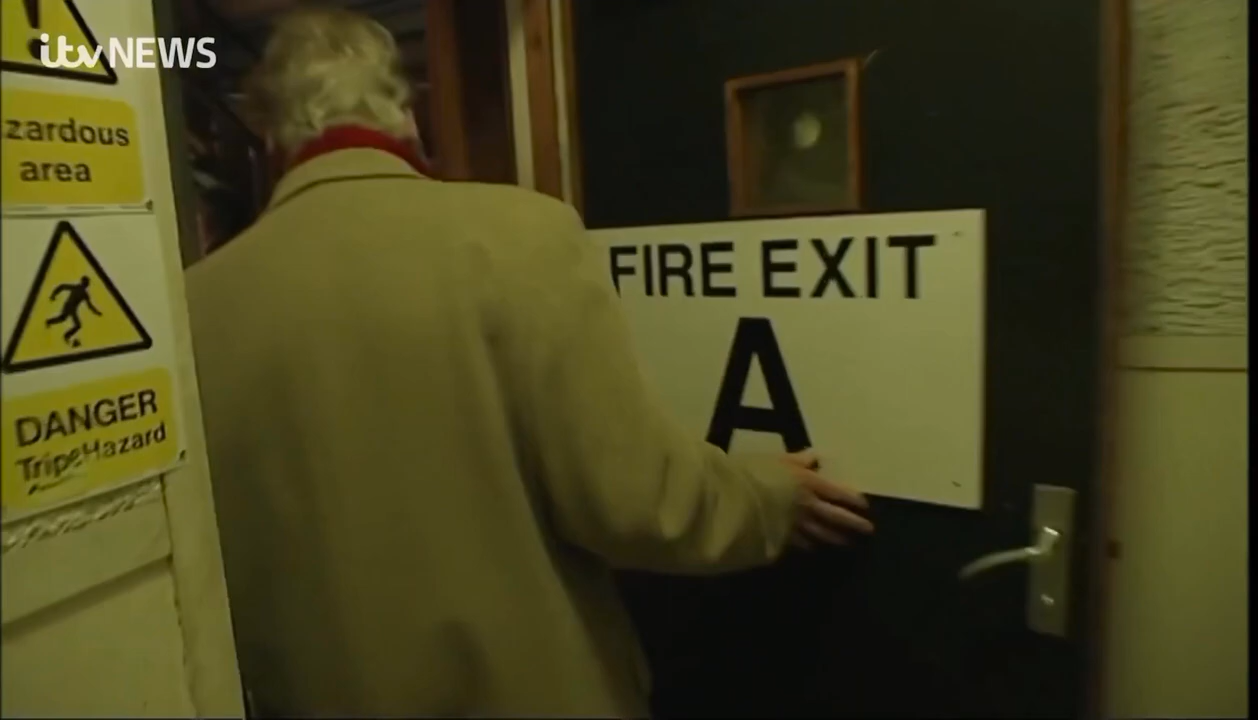 itv NEWS
zardous
area
DANGER
TripeHazard
FIRE EXIT
A